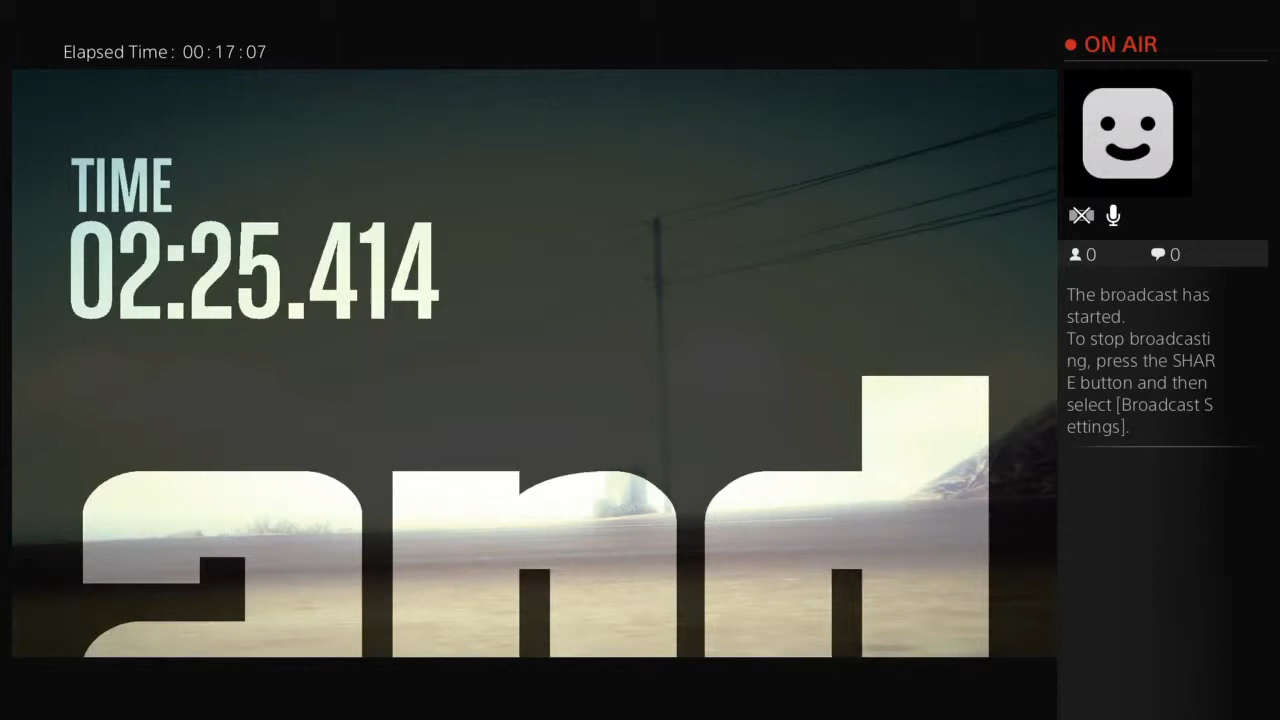 Elapsed Time: 00:17:07
ON AIR
TIME
02:25.414
and
0 0
The broadcast has
started.
To stop broadcasti
ng, press the SHAR
E button and then
select [Broadcast S
ettings].